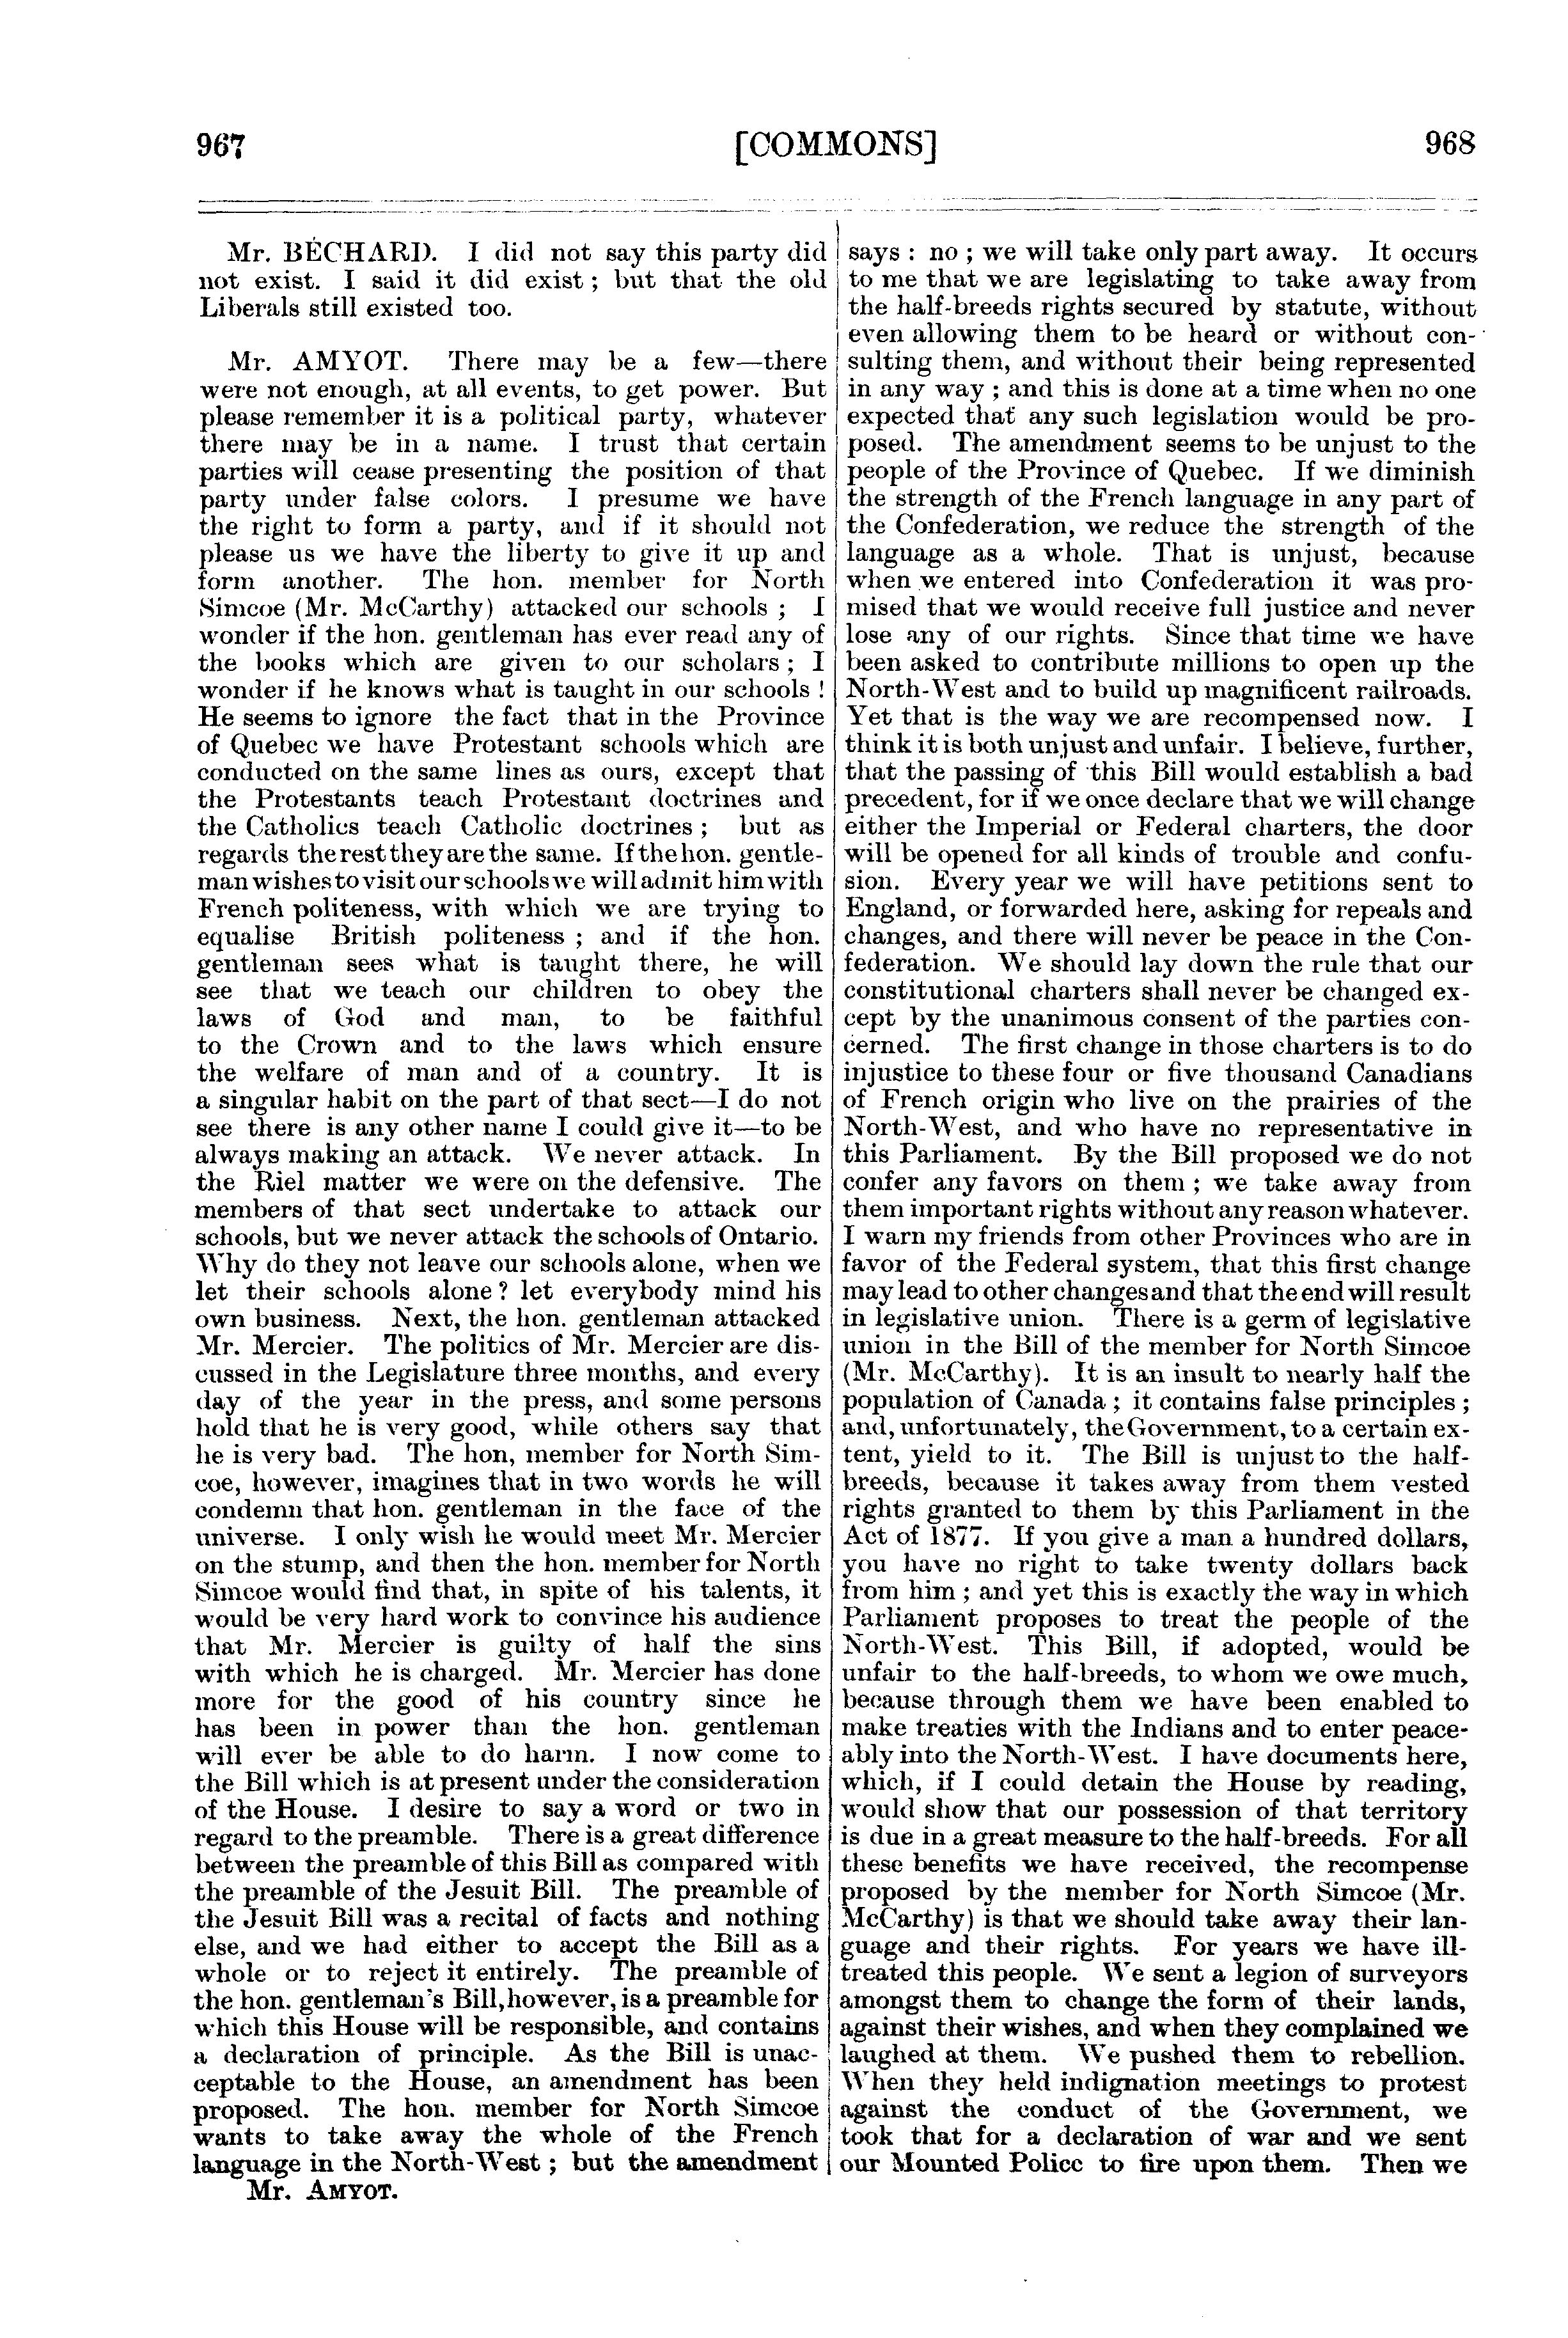 967
[COMMONS]
968
Mr. BÉCHARD. I did not say this party did
not exist. I said it did exist ; but that the old
Liberals still existed too.
Mr. AMYOT. There may be a few—there
were not enough, at all events, to get power. But
please remember it is a political party, whatever
there may be in a name. I trust that certain
parties will cease presenting the position of that
party under false colors. I presume we have
the right to form a party, and if it should not
please us we have the liberty to give it up and
form another. The hon. member for North
Simcoe (Mr. McCarthy) attacked our schools ; I
wonder if the hon. gentleman has ever read any of
the books which are given to our scholars ; I
wonder if he knows what is taught in our schools !
He seems to ignore the fact that in the Province
of Quebec we have Protestant schools which are
conducted on the same lines as ours, except that
the Protestants teach Protestant doctrines and
the Catholics teach Catholic doctrines ; but as
regards the rest they are the same. If the hon. gentle-
man wishes to visit our schools we will admit him with
French politeness, with which we are trying to
equalise British politeness ; and if the hon.
gentleman sees what is taught there, he will
see that we teach our children to obey the
laws of God and man, to be faithful
to the Crown and to the laws which ensure
the welfare of man and of a country. It is
a singular habit on the part of that sect—I do not
see there is any other name I could give it—to be
always making an attack. We never attack. In
the Riel matter we were on the defensive. The
members of that sect undertake to attack our
schools, but we never attack the schools of Ontario.
Why do they not leave our schools alone, when we
let their schools alone ? let everybody mind his
own business. Next, the hon. gentleman attacked
Mr. Mercier. The politics of Mr. Mercier are dis-
cussed in the Legislature three months, and every
day of the year in the press, and some persons
hold that he is very good, while others say that
he is very bad. The hon, member for North Sim-
coe, however, imagines that in two words he will
condemn that hon. gentleman in the face of the
universe. I only wish he would meet Mr. Mercier
on the stump, and then the hon. member for North
Simcoe would find that, in spite of his talents, it
would be very hard work to convince his audience
that Mr. Mercier is guilty of half the sins
with which he is charged. Mr. Mercier has done
more for the good of his country since he
has been in power than the hon. gentleman
will ever be able to do harm. I now come to
the Bill which is at present under the consideration
of the House. I desire to say a word or two in
regard to the preamble. There is a great difference
between the preamble of this Bill as compared with
the preamble of the Jesuit Bill. The preamble of
the Jesuit Bill was a recital of facts and nothing
else, and we had either to accept the Bill as a
whole or to reject it entirely. The preamble of
the hon. gentleman's Bill, however, is a preamble for
which this House will be responsible, and contains
a declaration of principle. As the Bill is unac-
ceptable to the House, an amendment has been
proposed. The hon. member for North Simcoe
wants to take away the whole of the French
language in the North-West ; but the amendment
Mr. AMYOT.
says : no ; we will take only part away. It occurs
to me that we are legislating to take away from
the half-breeds rights secured by statute, without
even allowing them to be heard or without con-
sulting them, and without their being represented
in any way ; and this is done at a time when no one
expected that any such legislation would be pro-
posed. The amendment seems to be unjust to the
people of the Province of Quebec. If we diminish
the strength of the French language in any part of
the Confederation, we reduce the strength of the
language as a whole. That is unjust, because
when we entered into Confederation it was pro-
mised that we would receive full justice and never
lose any of our rights. Since that time we have
been asked to contribute millions to open up the
North-West and to build up magnificent railroads.
Yet that is the way we are recompensed now. I
think it is both unjust and unfair. I believe, further,
that the passing of this Bill would establish a bad
precedent, for if we once declare that we will change
either the Imperial or Federal charters, the door
will be opened for all kinds of trouble and confu-
sion. Every year we will have petitions sent to
England, or forwarded here, asking for repeals and
changes, and there will never be peace in the Con-
federation. We should lay down the rule that our
constitutional charters shall never be changed ex-
cept by the unanimous consent of the parties con-
cerned. The first change in those charters is to do
injustice to these four or five thousand Canadians
of French origin who live on the prairies of the
North-West, and who have no representative in
this Parliament. By the Bill proposed we do not
confer any favors on them ; we take away from
them important rights without any reason whatever.
I warn my friends from other Provinces who are in
favor of the Federal system, that this first change
may lead to other changes and that the end will result
in legislative union. There is a germ of legislative
union in the Bill of the member for North Simcoe
(Mr. McCarthy). It is an insult to nearly half the
population of Canada ; it contains false principles ;
and, unfortunately, the Government, to a certain ex-
tent, yield to it. The Bill is unjust to the half-
breeds, because it takes away from them vested
rights granted to them by this Parliament in the
Act of 1877. If you give a man a hundred dollars,
you have no right to take twenty dollars back
from him ; and yet this is exactly the way in which
Parliament proposes to treat the people of the
North-West. This Bill, if adopted, would be
unfair to the half-breeds, to whom we owe much,
because through them we have been enabled to
make treaties with the Indians and to enter peace-
ably into the North-West. I have documents here,
which, if I could detain the House by reading,
would show that our possession of that territory
is due in a great measure to the half-breeds. For all
these benefits we have received, the recompense
proposed by the member for North Simcoe (Mr.
McCarthy) is that we should take away their lan-
guage and their rights. For years we have ill-
treated this people. We sent a legion of surveyors
amongst them to change the form of their lands,
against their wishes, and when they complained we
laughed at them. We pushed them to rebellion.
When they held indignation meetings to protest
against the conduct of the Government, we
took that for a declaration of war and we sent
our Mounted Police to fire upon them. Then we